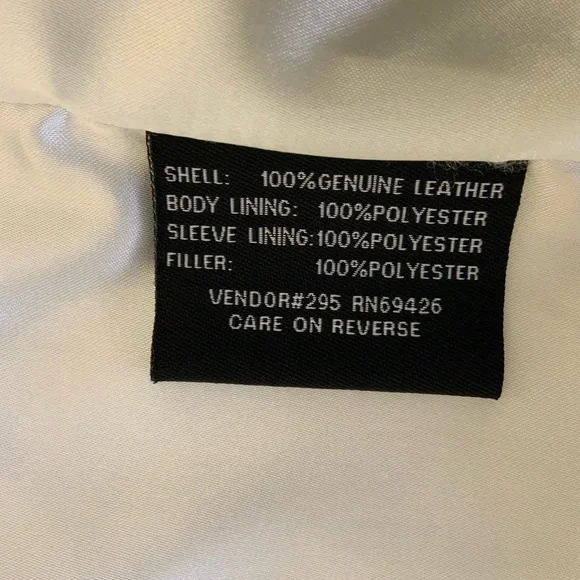 SHELL: 100%GENUINE LEATHER
BODY LINING: 100%POLYESTER
SLEEVE LINING:100%POLYESTER
FILLER: 100%POLYESTER
VENDOR#295 RN69426
CARE ON REVERSE